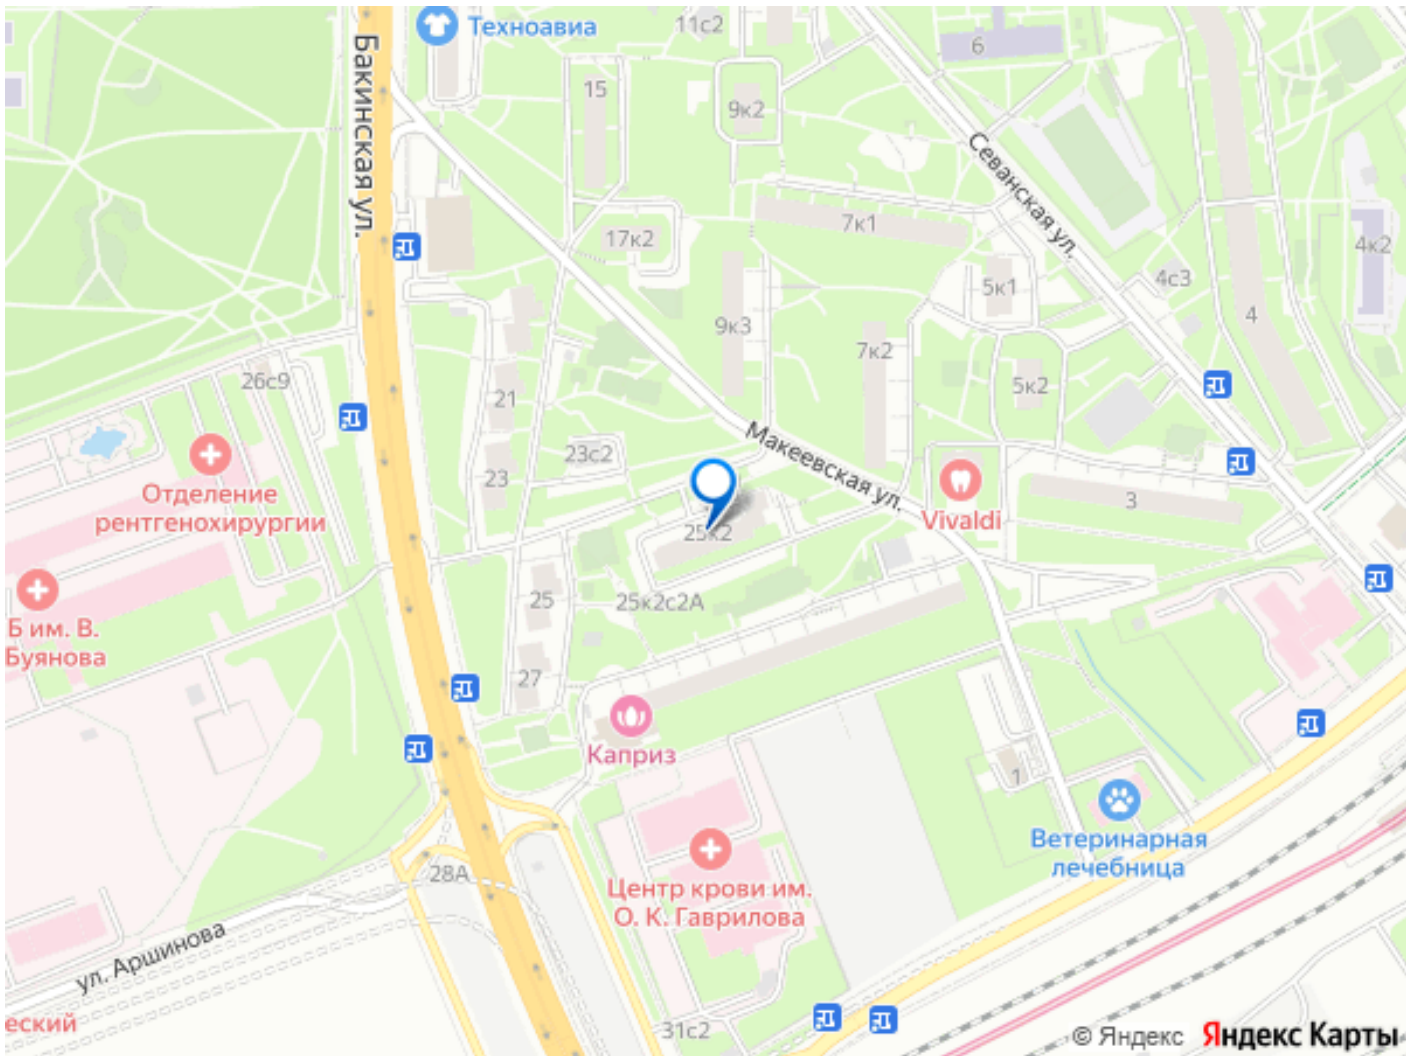 Техноавиа
11с2
6
Бакинская ул.
15
9к2
Севанская ул.
7к1
17к2
4к2
4с3
5к1
4
9к3
7к2
26с9
5к2
21
Макеевская ул.
23с2
23
Отделение
рентгенохирургии
3
Vivaldi
25к2
25
25к2с2А
Б им. В.
Буянова
27
Каприз
1
Ветеринарная
лечебница
28А
Центр крови им.
О. К. Гаврилова
ул. Аршинова
еский
31с2
© Яндекс Яндекс Карты